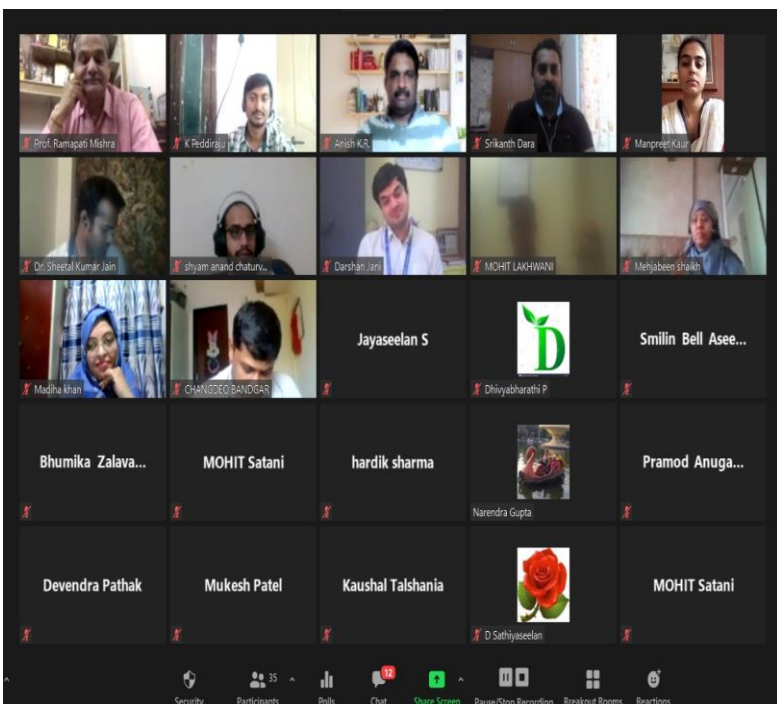 Prof. Ramapati Mishra
K Peddiraju
Anish K.R.
Srikanth Dara
Manpreet Kaur
Dr. Sheetal Kumar Jain
shyam anand chaturv...
Darshan Jani
MOHIT LAKHWANI
Mehjabeen shaikh
Madiha khan
CHANGDEO BANDGAR
Jayaseelan S
D
Dhivyabharathi P
Smilin Bell Asee...
Bhumika Zalava...
MOHIT Satani
hardik sharma
Narendra Gupta
Pramod Anuga...
Devendra Pathak
Mukesh Patel
Kaushal Talshania
D Sathiyaseelan
MOHIT Satani
35
12
Security
Participants
Polls
Chat
Share Screen
Pause/Stop Recording
Breakout Rooms
Reactions